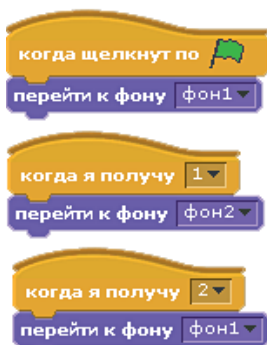 когда щелкнут по
перейти к фону фон1
когда я получу 1
перейти к фону фон2
когда я получу 2
перейти к фону фон1